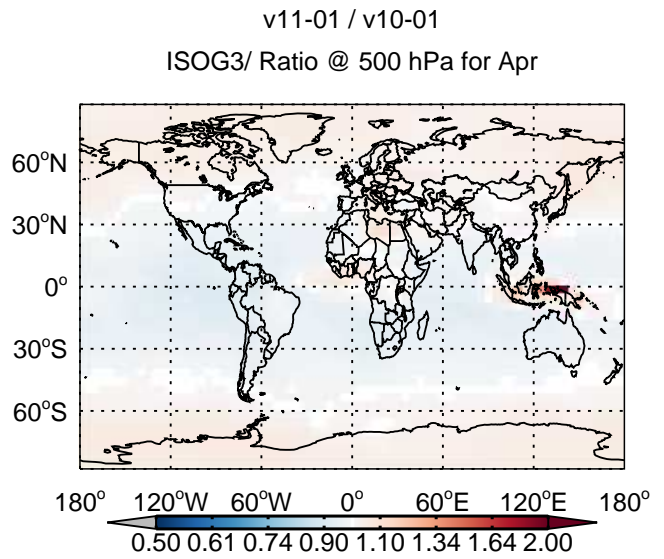 v11-01 / v10-01
ISOG3/ Ratio @ 500 hPa for Apr
60°N
30°N
0°
30°S
60°S
180° 120°W 60°W 0° 60°E 120°E 180°
0.50 0.61 0.74 0.90 1.10 1.34 1.64 2.00